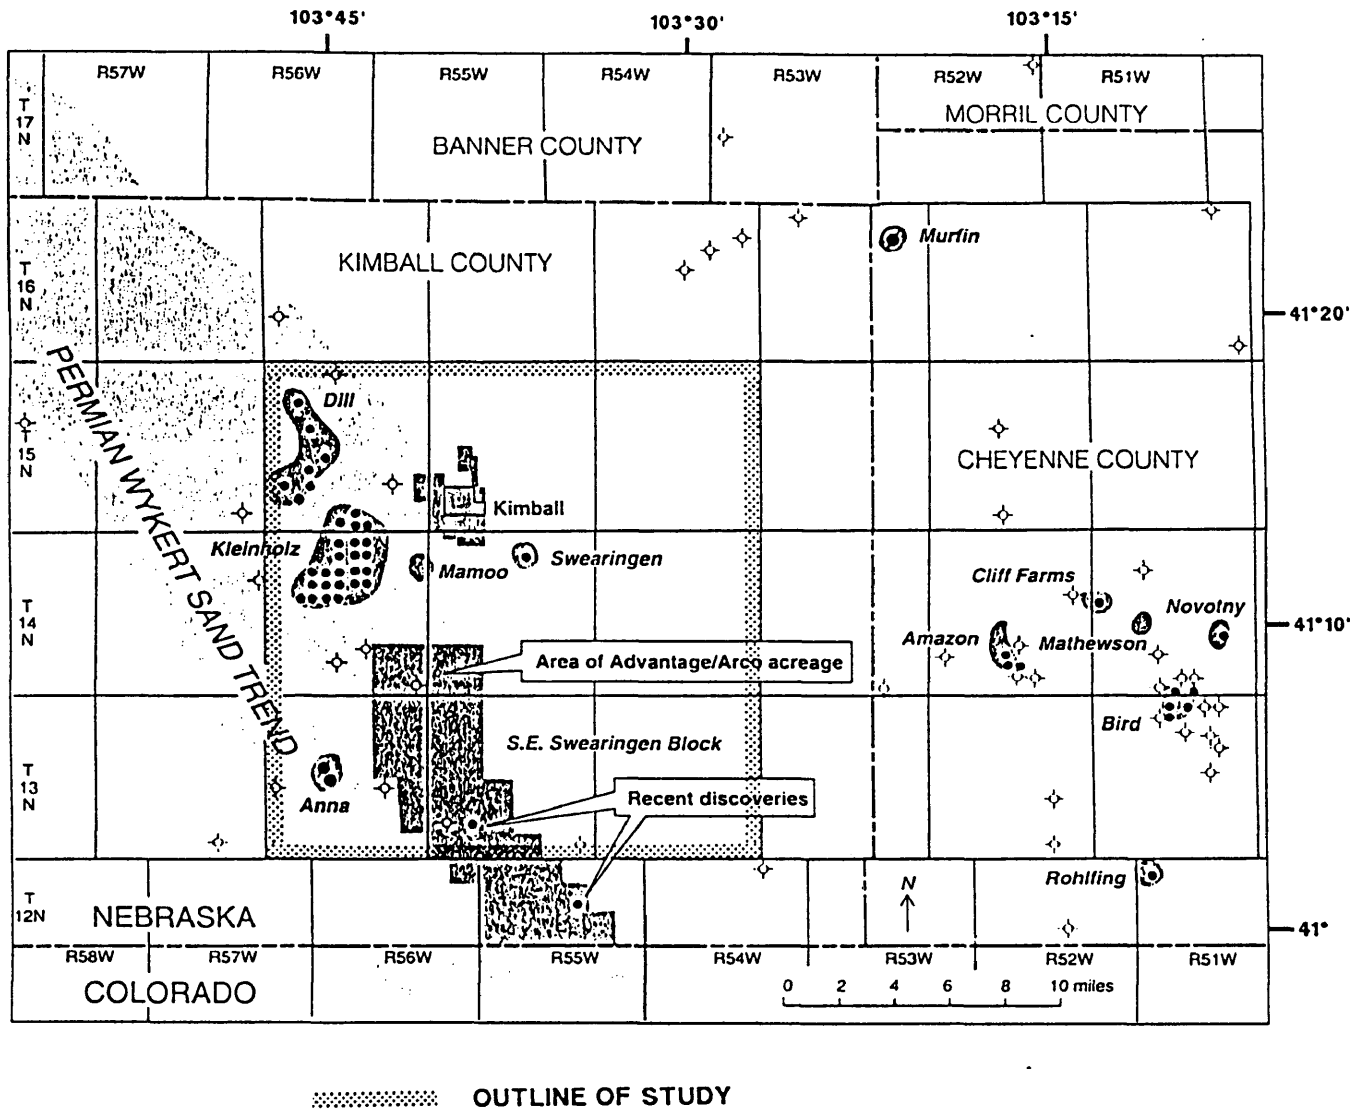 103°45' 103°30' 103°15'
R57W R56W R55W R54W R53W R52W R51W
T
17
N
MORRIL COUNTY
BANNER COUNTY
Murfin
KIMBALL COUNTY
T
16
N
41°20'
PERMIAN WYKERT SAND TREND
Dill
T
15
N
CHEYENNE COUNTY
Kimball
Kleinholz
Swearingen
Mamoo
Cliff Farms
Novotny
T
14
N
41°10'
Amazon
Mathewson
Area of Advantage/Arco acreage
Bird
S.E. Swearingen Block
T
13
N
Recent discoveries
Anna
Rohlfing
N
T
12N
NEBRASKA
41°
R58W R57W R56W R55W R54W R53W R52W R51W
COLORADO
0 2 4 6 8 10 miles
OUTLINE OF STUDY